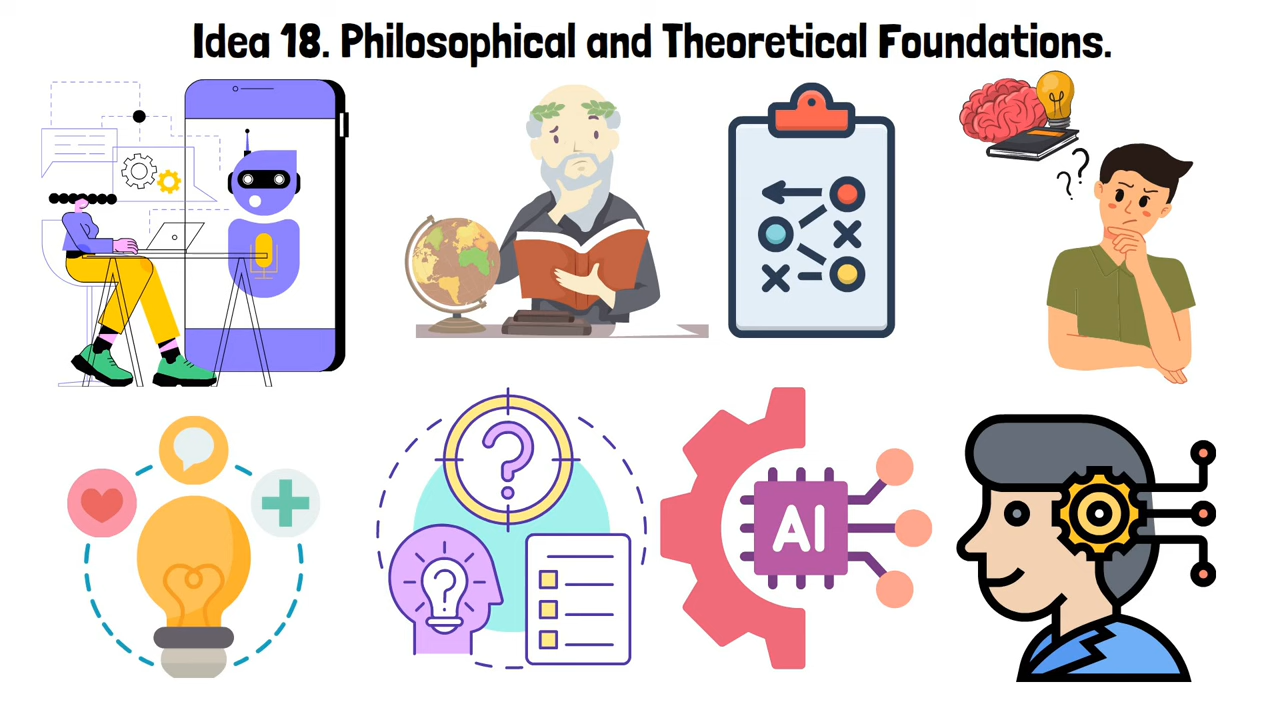 Idea 18. Philosophical and Theoretical Foundations.
? ?
?
?
AI